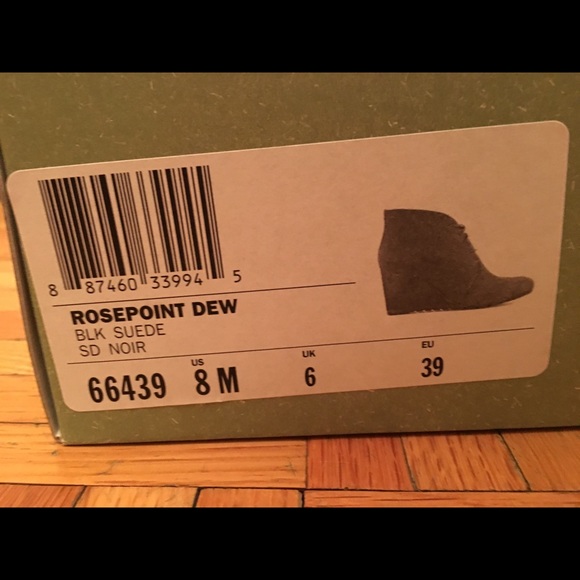 8 87460 33994 5
ROSEPOINT DEW
BLK SUEDE
SD NOIR
US UK EU
66439 8 M 6 39